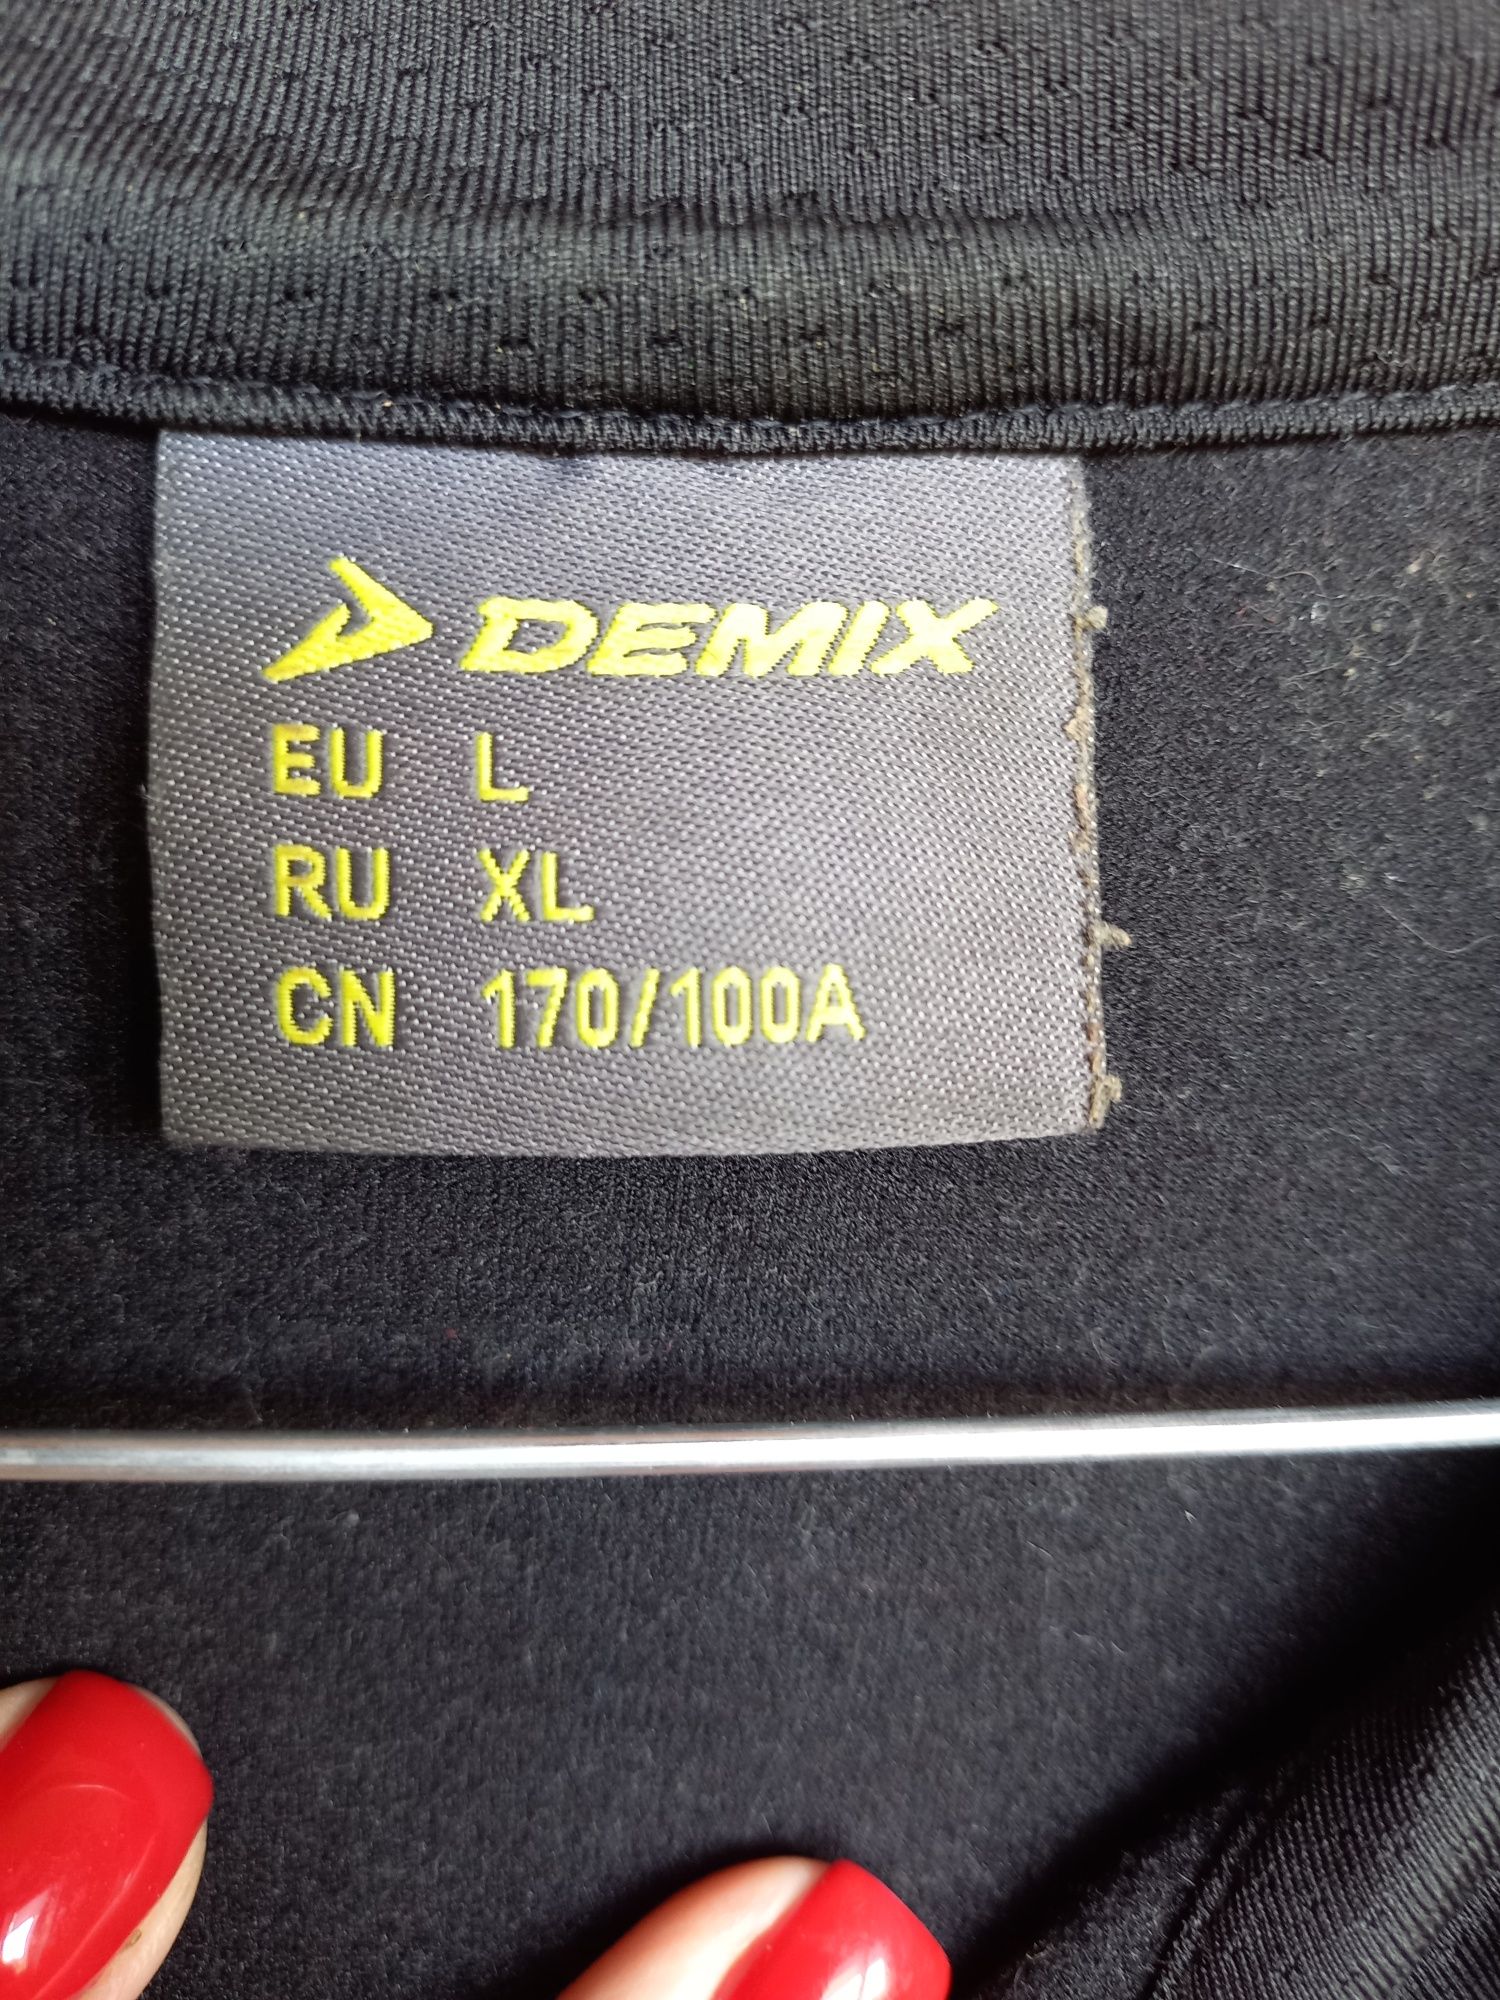 DEMIX
EU L
RU XL
CN 170/100A